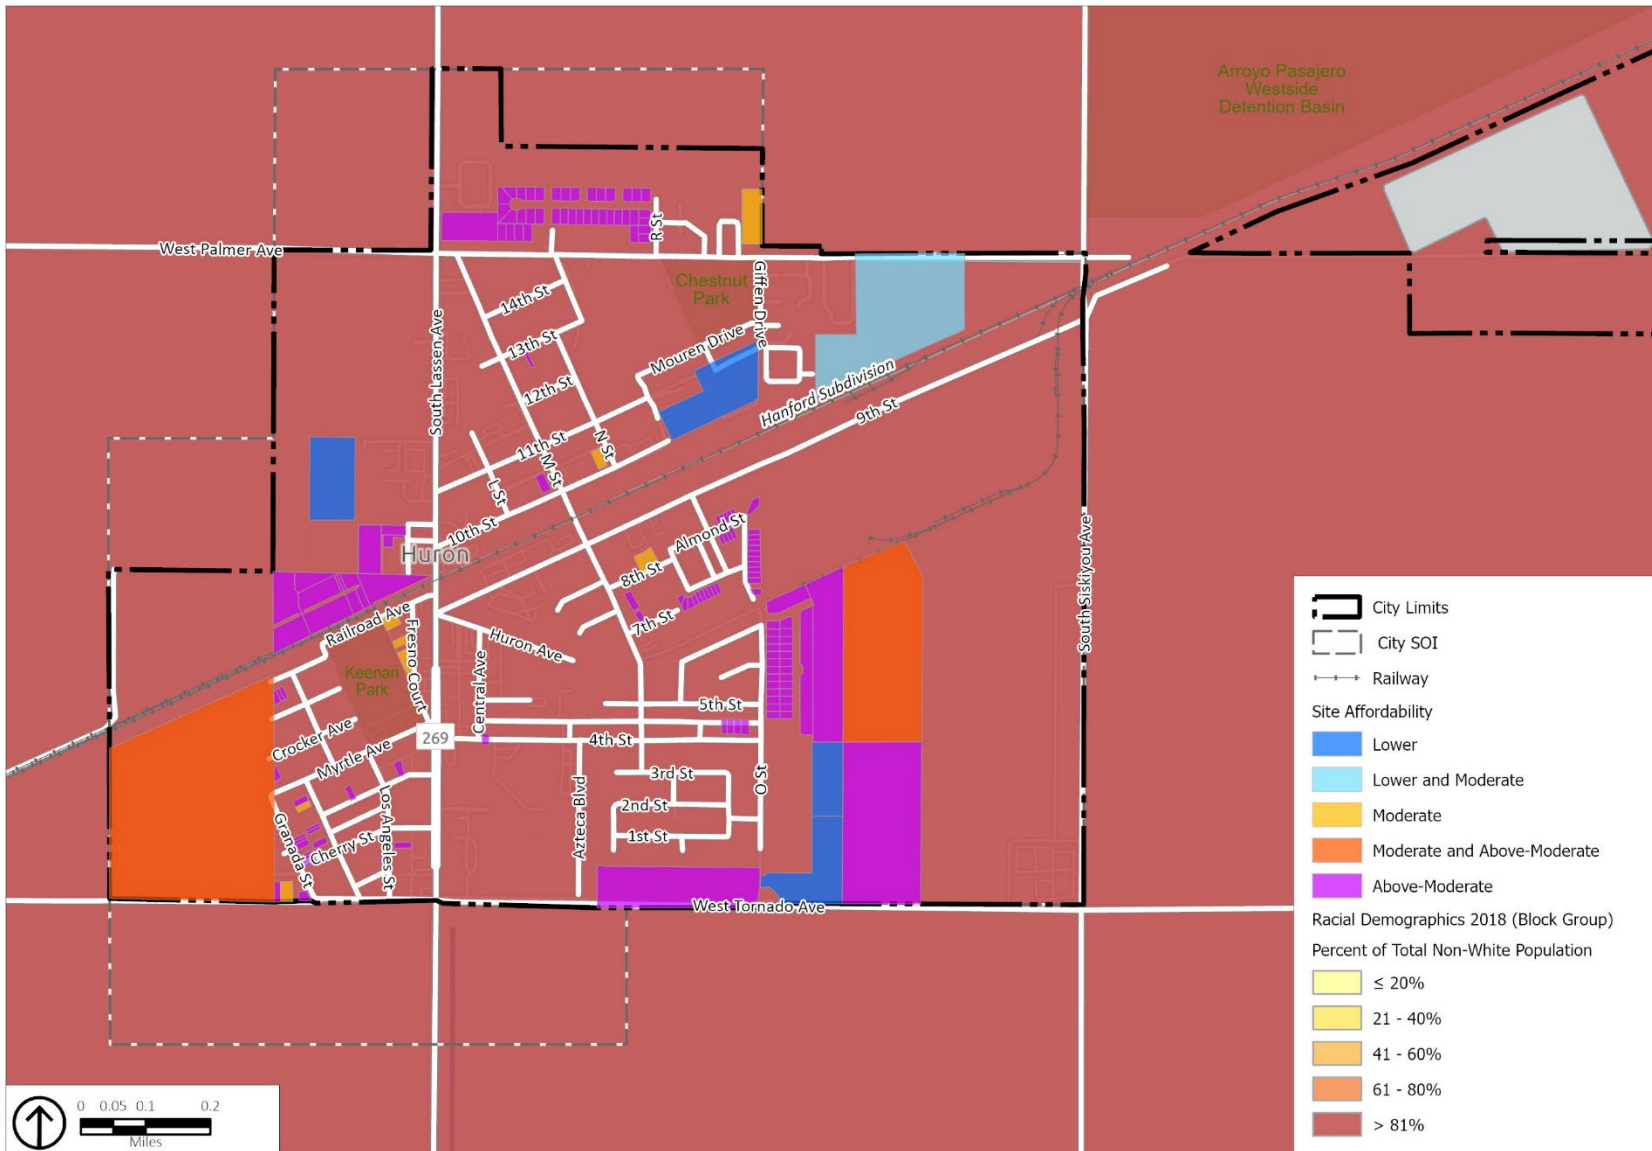 Arroyo Pasajero
Westside
Detention Basin
West Palmer Ave
R St
Chestnut
Park
Giffen Drive
14th St
South Lassen Ave
13th St
Mouren Drive
12th St
Hanford Subdivision
9th St
11th St
N St
M St
L St
10th St
Huron
Almond St
8th St
South Siskiyou Ave
Railroad Ave
Fresno Court
7th St
Huron Ave
Keenan
Park
Central Ave
5th St
269
4th St
Crocker Ave
Myrtle Ave
3rd St
O St
2nd St
Los Angeles St
Azteca Blvd
1st St
Granada St
Cherry St
West Tornado Ave
City Limits
City SOI
Railway
Site Affordability
Lower
Lower and Moderate
Moderate
Moderate and Above-Moderate
Above-Moderate
Racial Demographics 2018 (Block Group)
Percent of Total Non-White Population
≤ 20%
21 - 40%
41 - 60%
61 - 80%
> 81%
0 0.05 0.1 0.2
Miles